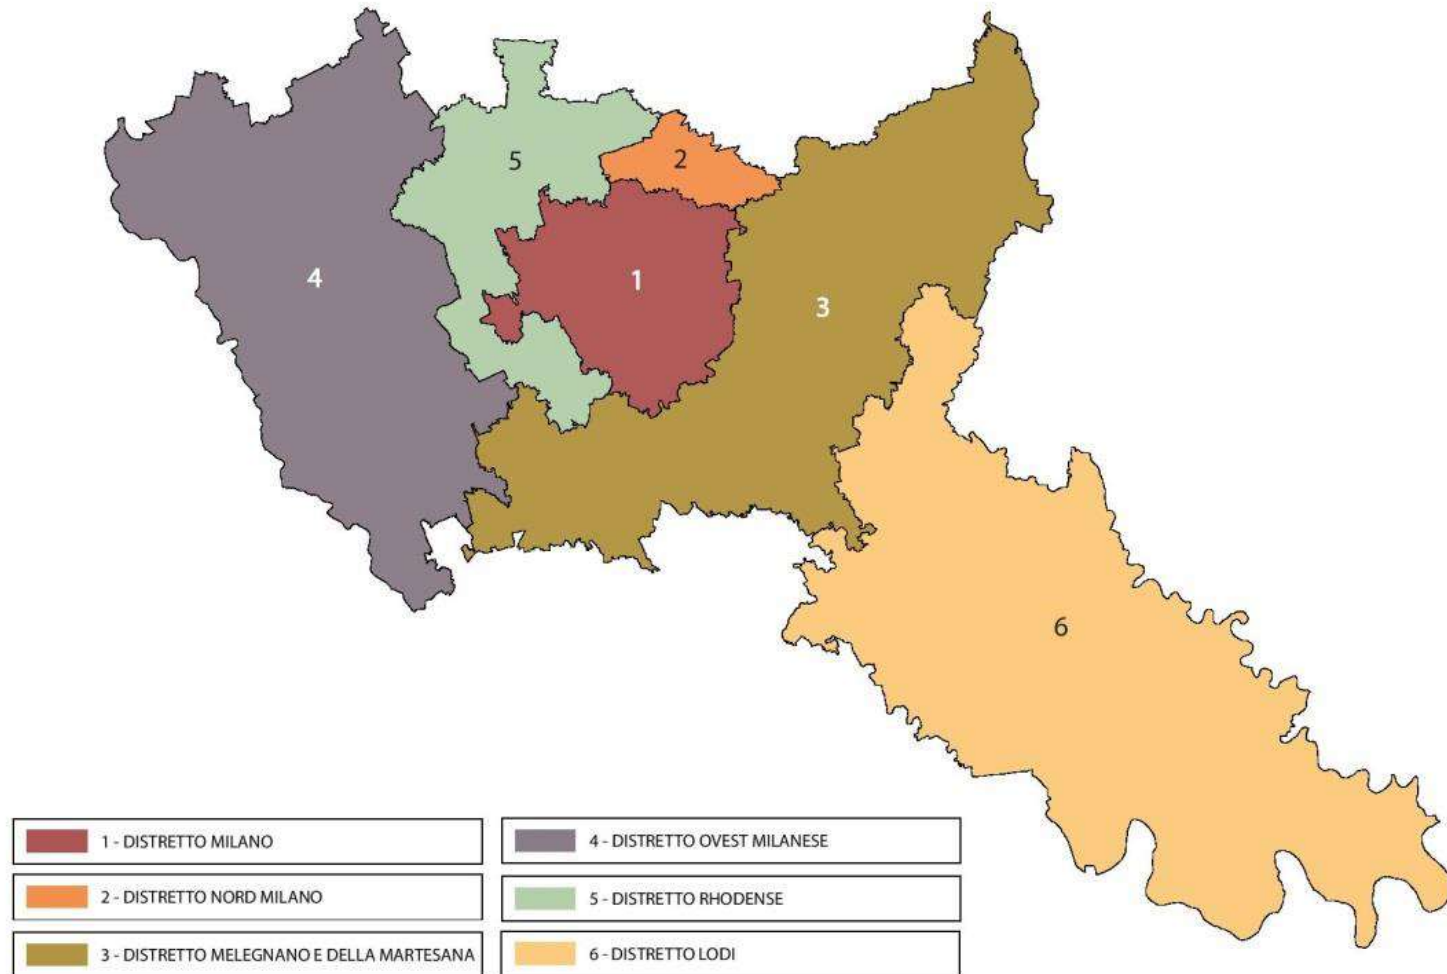 5
2
4
1
3
6
1 - DISTRETTO MILANO
2 - DISTRETTO NORD MILANO
3 - DISTRETTO MELEGNANO E DELLA MARTESANA
4 - DISTRETTO OVEST MILANESE
5 - DISTRETTO RHODENSE
6 - DISTRETTO LODI